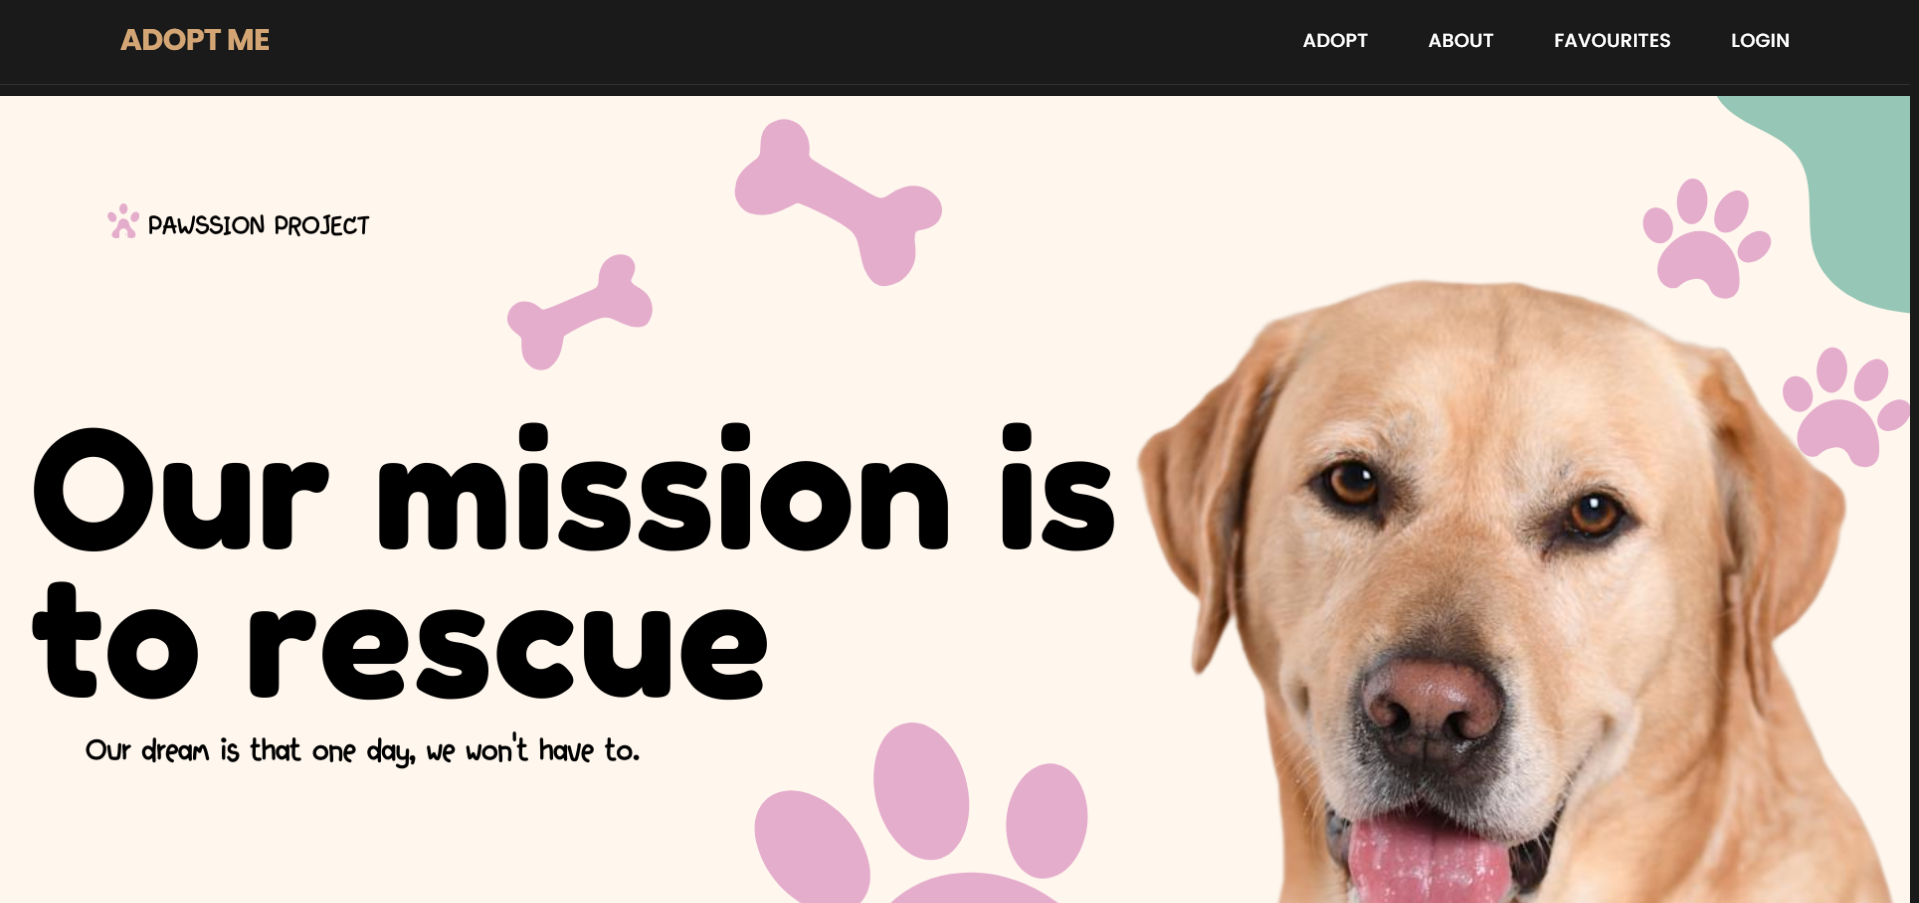 ADOPT ME
ADOPT ABOUT FAVOURITES LOGIN
PAWSSION PROJECT
Our mission is
to rescue
Our dream is that one day, we won't have to.